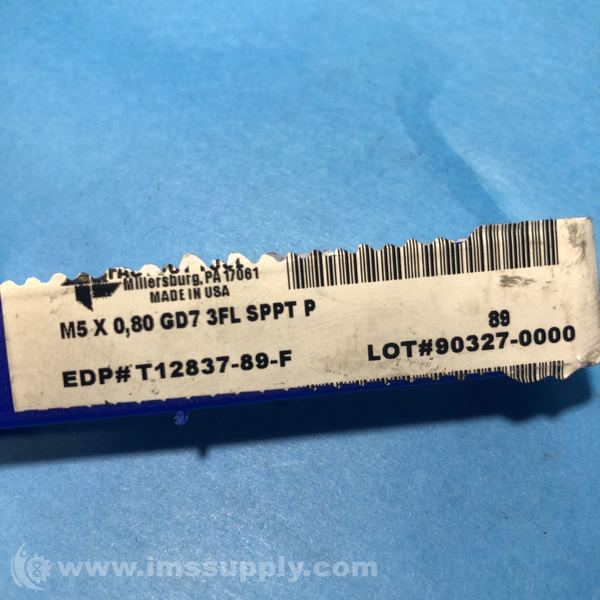 Millersburg, PA 17061
MADE IN USA
M5 X 0,80 GD7 3FL SPPT P
89
EDP# T12837-89-F
LOT#90327-0000
www.imssupply.com